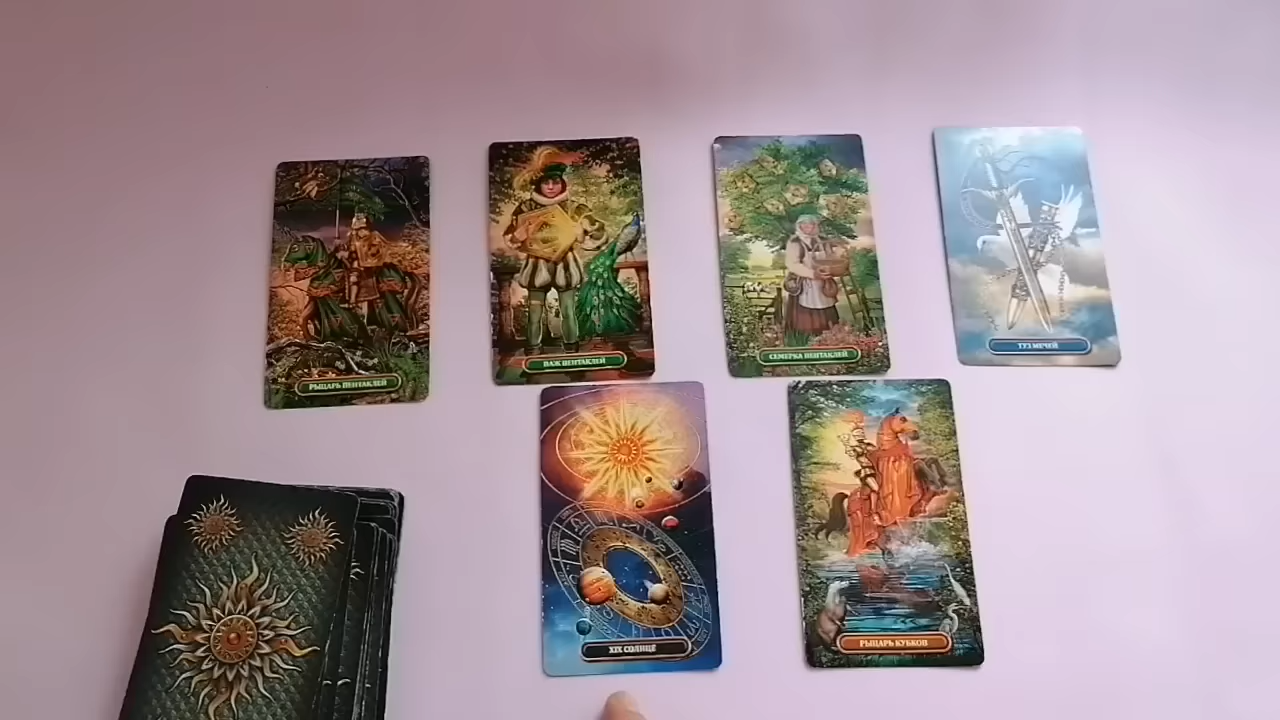 РЫЦАРЬ ПЕНТАКЛЕЙ
ПАЖ ПЕНТАКЛЕЙ
СЕМЕРКА ПЕНТАКЛЕЙ
ТУЗ МЕЧЕЙ
XIX СОЛНЦЕ
РЫЦАРЬ КУБКОВ